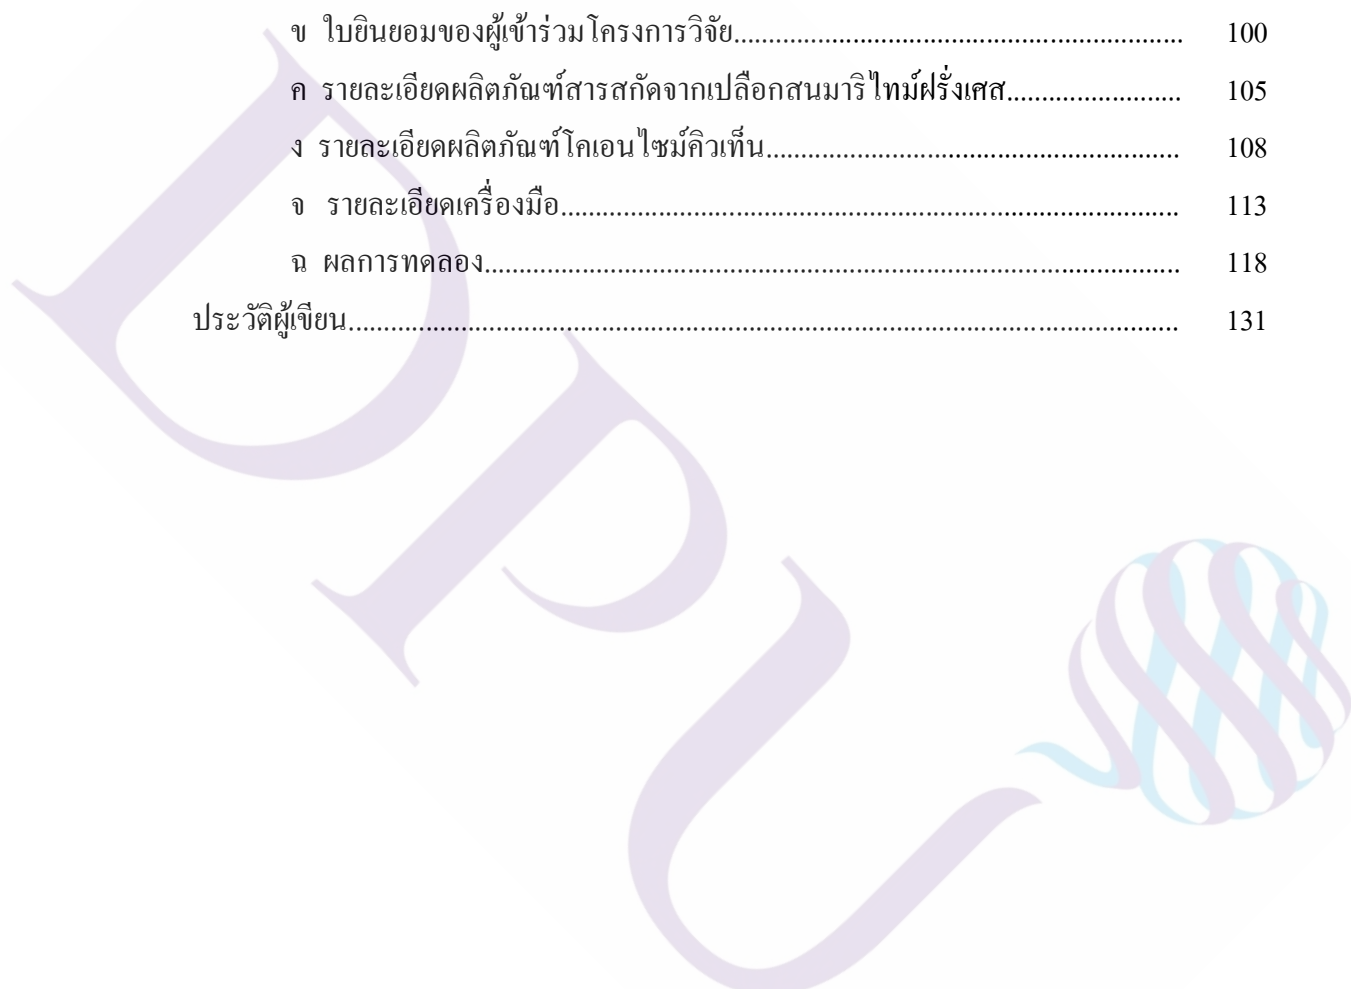 ข ใบยินยอมของผู้เข้าร่วมโครงการวิจัย.................................................................. 100
ค รายละเอียดผลิตภัณฑ์สารสกัดจากเปลือกสนมาริไทม์ฝรั่งเศส......................... 105
ง รายละเอียดผลิตภัณฑ์โคเอนไซม์คิวเท็น............................................................ 108
จ รายละเอียดเครื่องมือ.......................................................................................... 113
ฉ ผลการทดลอง..................................................................................................... 118
ประวัติผู้เขียน......................................................................................................................... 131
DPU